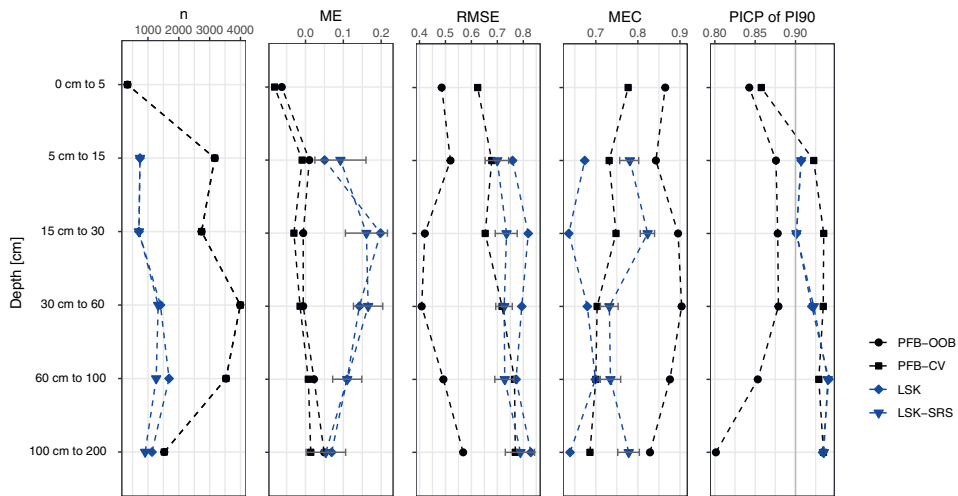 n ME RMSE MEC PICP of PI90
1000 2000 3000 4000 0.0 0.1 0.2 0.4 0.5 0.6 0.7 0.8 0.7 0.8 0.9 0.80 0.85 0.90
0 cm to 5
5 cm to 15
15 cm to 30
30 cm to 60
60 cm to 100
100 cm to 200
Depth [cm]
PFB−OOB
PFB−CV
LSK
LSK−SRS